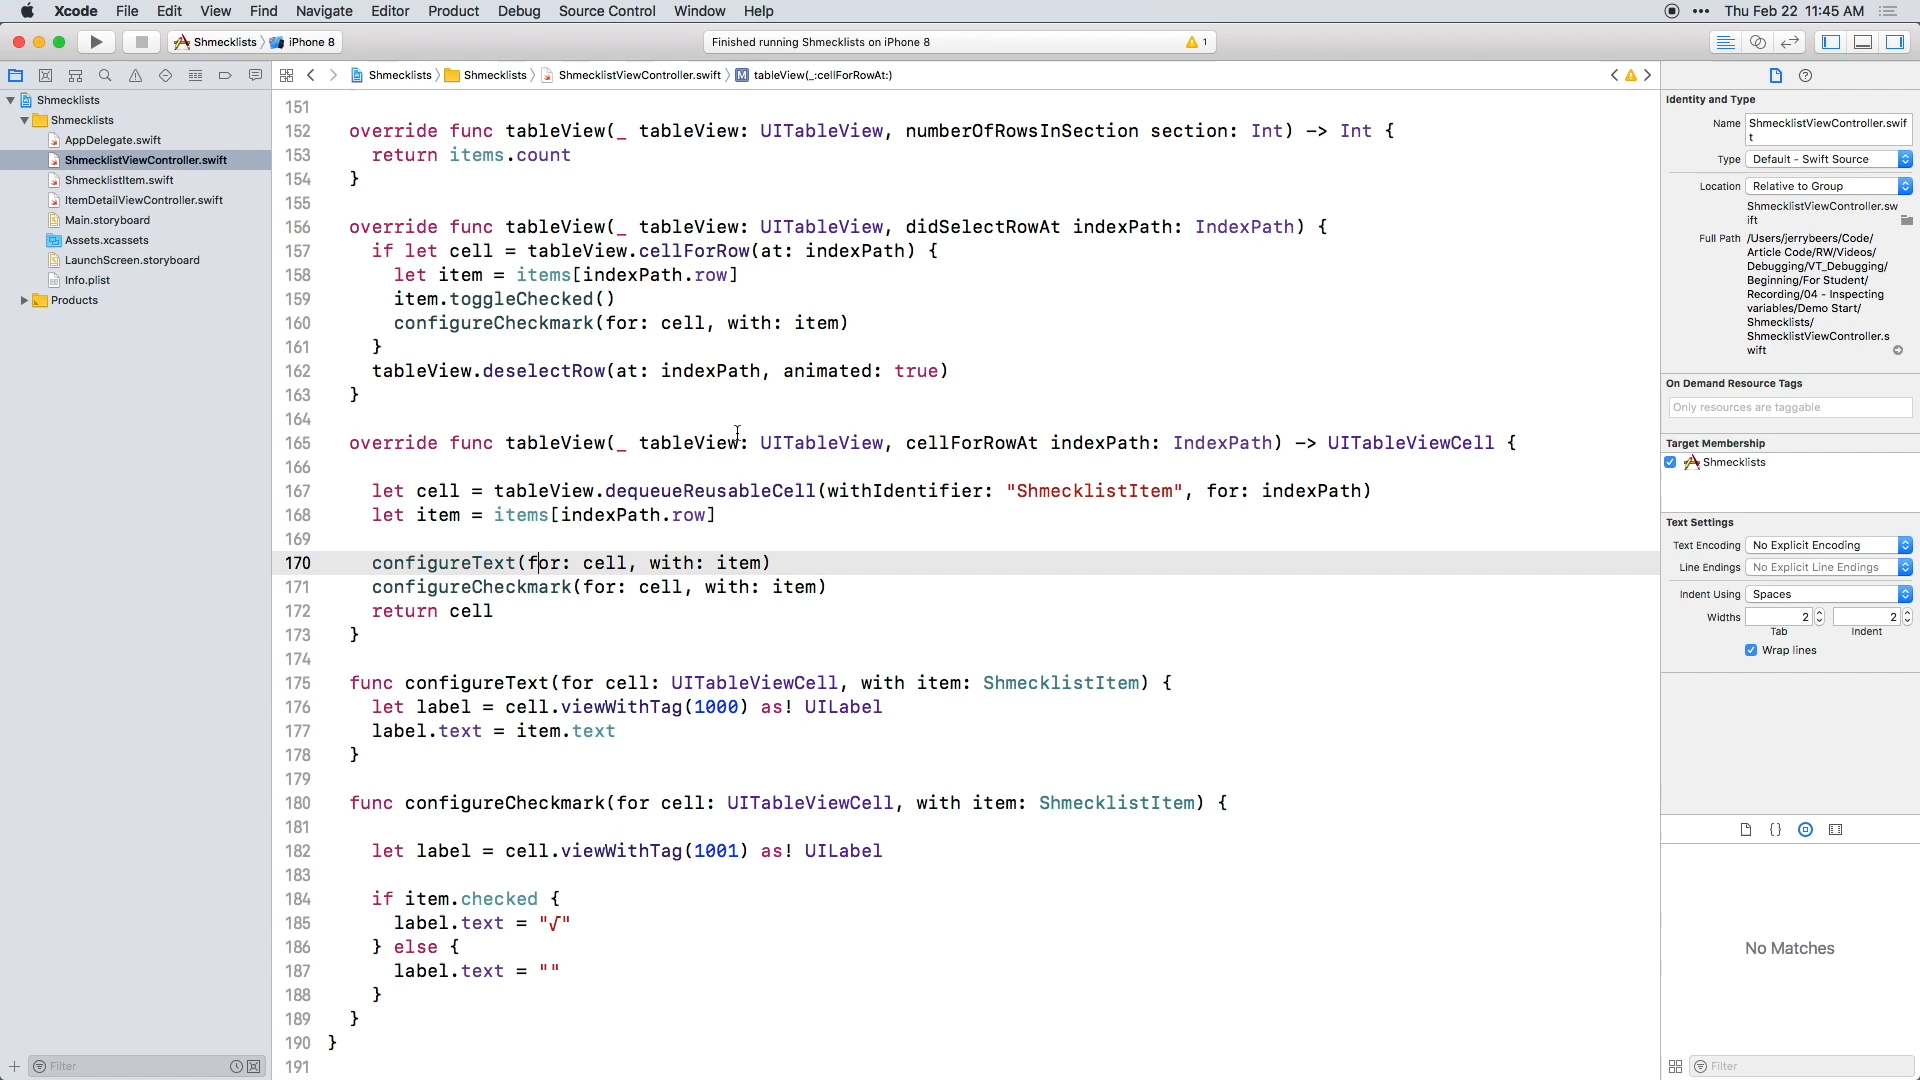 Xcode File Edit View Find Navigate Editor Product Debug Source Control Window Help
Thu Feb 22 11:45 AM
Shmecklists iPhone 8
Finished running Shmecklists on iPhone 8
1
Shmecklists Shmecklists ShmecklistViewController.swift M tableView(_:cellForRowAt:)
Shmecklists
Shmecklists
AppDelegate.swift
ShmecklistViewController.swift
ShmecklistItem.swift
ItemDetailViewController.swift
Main.storyboard
Assets.xcassets
LaunchScreen.storyboard
Info.plist
Products
Filter
151
152 override func tableView(_ tableView: UITableView, numberOfRowsInSection section: Int) -> Int {
153 return items.count
154 }
155
156 override func tableView(_ tableView: UITableView, didSelectRowAt indexPath: IndexPath) {
157 if let cell = tableView.cellForRow(at: indexPath) {
158 let item = items[indexPath.row]
159 item.toggleChecked()
160 configureCheckmark(for: cell, with: item)
161 }
162 tableView.deselectRow(at: indexPath, animated: true)
163 }
164
165 override func tableView(_ tableView: UITableView, cellForRowAt indexPath: IndexPath) -> UITableViewCell {
166
167 let cell = tableView.dequeueReusableCell(withIdentifier: "ShmecklistItem", for: indexPath)
168 let item = items[indexPath.row]
169
170 configureText(for: cell, with: item)
171 configureCheckmark(for: cell, with: item)
172 return cell
173 }
174
175 func configureText(for cell: UITableViewCell, with item: ShmecklistItem) {
176 let label = cell.viewWithTag(1000) as! UILabel
177 label.text = item.text
178 }
179
180 func configureCheckmark(for cell: UITableViewCell, with item: ShmecklistItem) {
181
182 let label = cell.viewWithTag(1001) as! UILabel
183
184 if item.checked {
185 label.text = "√"
186 } else {
187 label.text = ""
188 }
189 }
190 }
191
Identity and Type
Name ShmecklistViewController.swif
t
Type Default - Swift Source
Location Relative to Group
ShmecklistViewController.sw
ift
Full Path /Users/jerrybeers/Code/
Article Code/RW/Videos/
Debugging/VT_Debugging/
Beginning/For Student/
Recording/04 - Inspecting
variables/Demo Start/
Shmecklists/
ShmecklistViewController.s
wift
On Demand Resource Tags
Only resources are taggable
Target Membership
Shmecklists
Text Settings
Text Encoding No Explicit Encoding
Line Endings No Explicit Line Endings
Indent Using Spaces
Widths 2 2
Tab Indent
Wrap lines
{}
No Matches
Filter